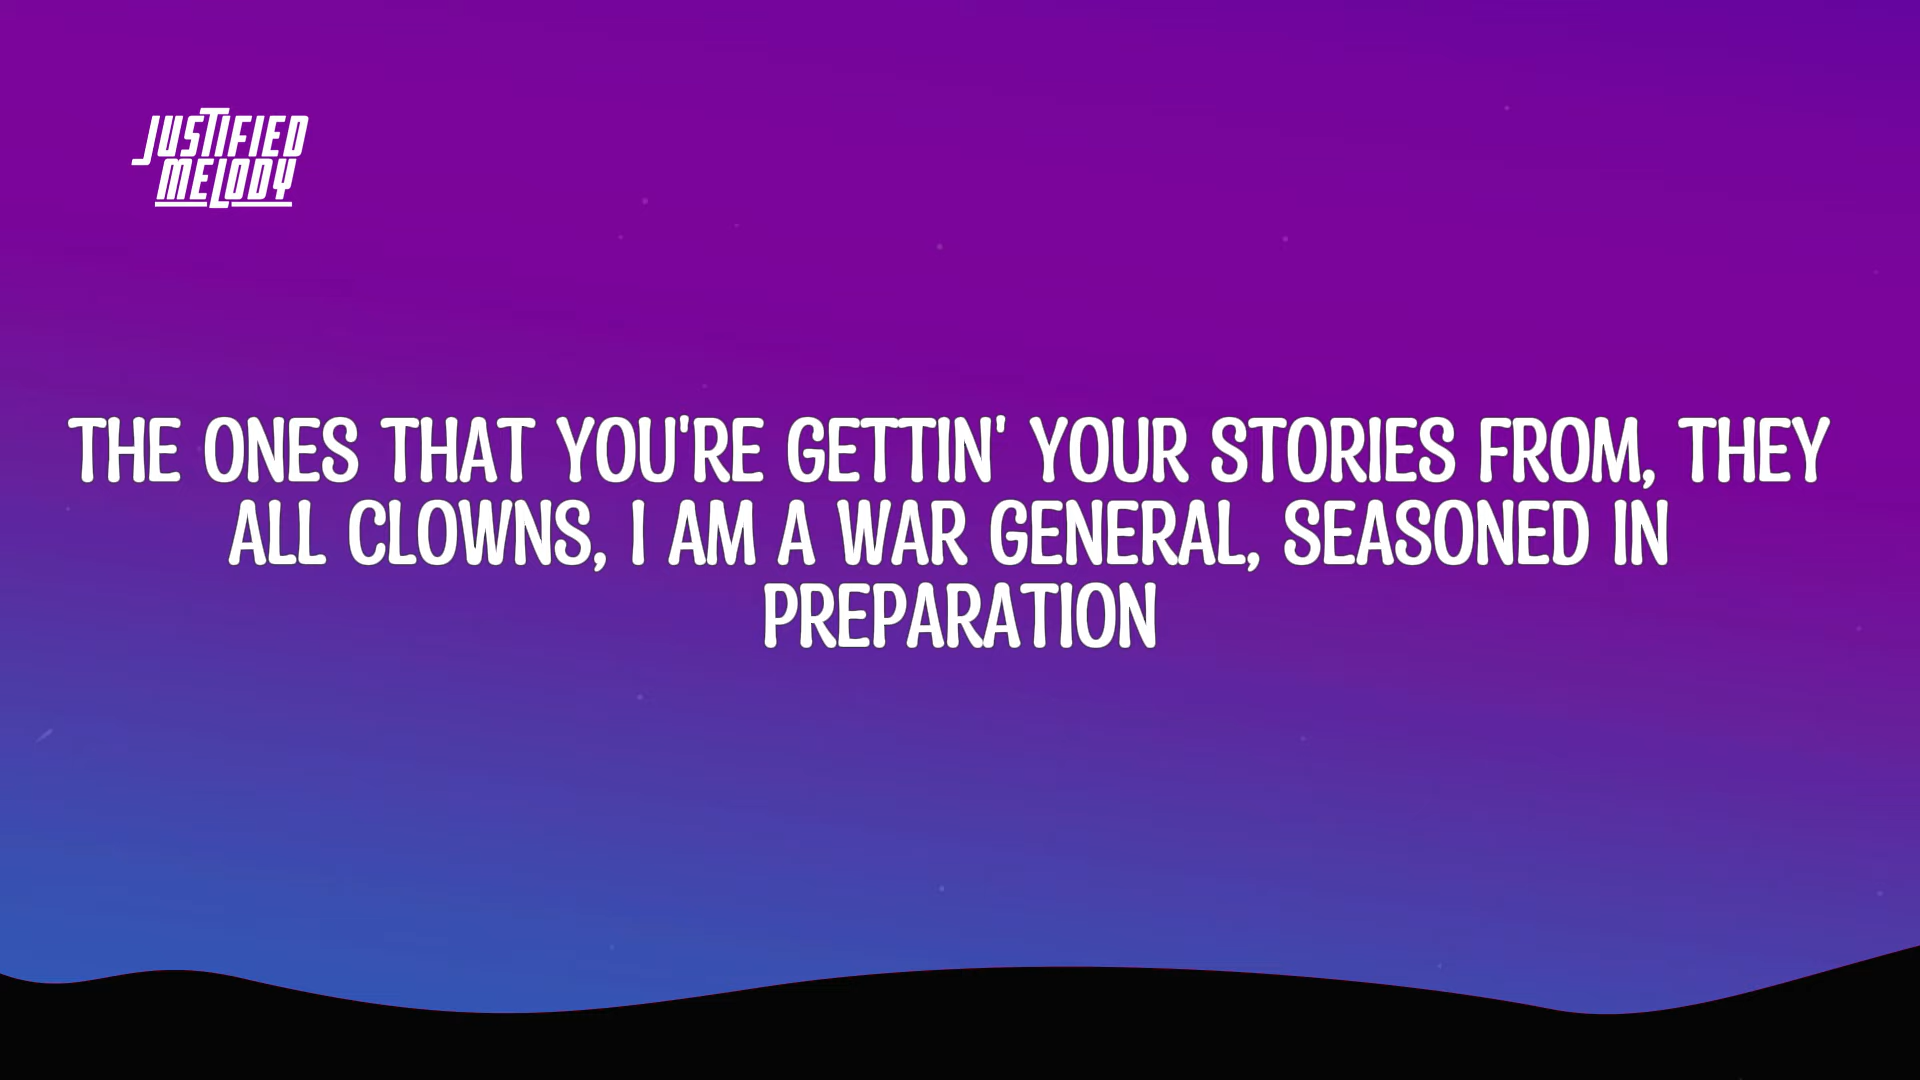 JUSTIFIED
MELODY
THE ONES THAT YOU'RE GETTIN' YOUR STORIES FROM, THEY
ALL CLOWNS, I AM A WAR GENERAL, SEASONED IN
PREPARATION